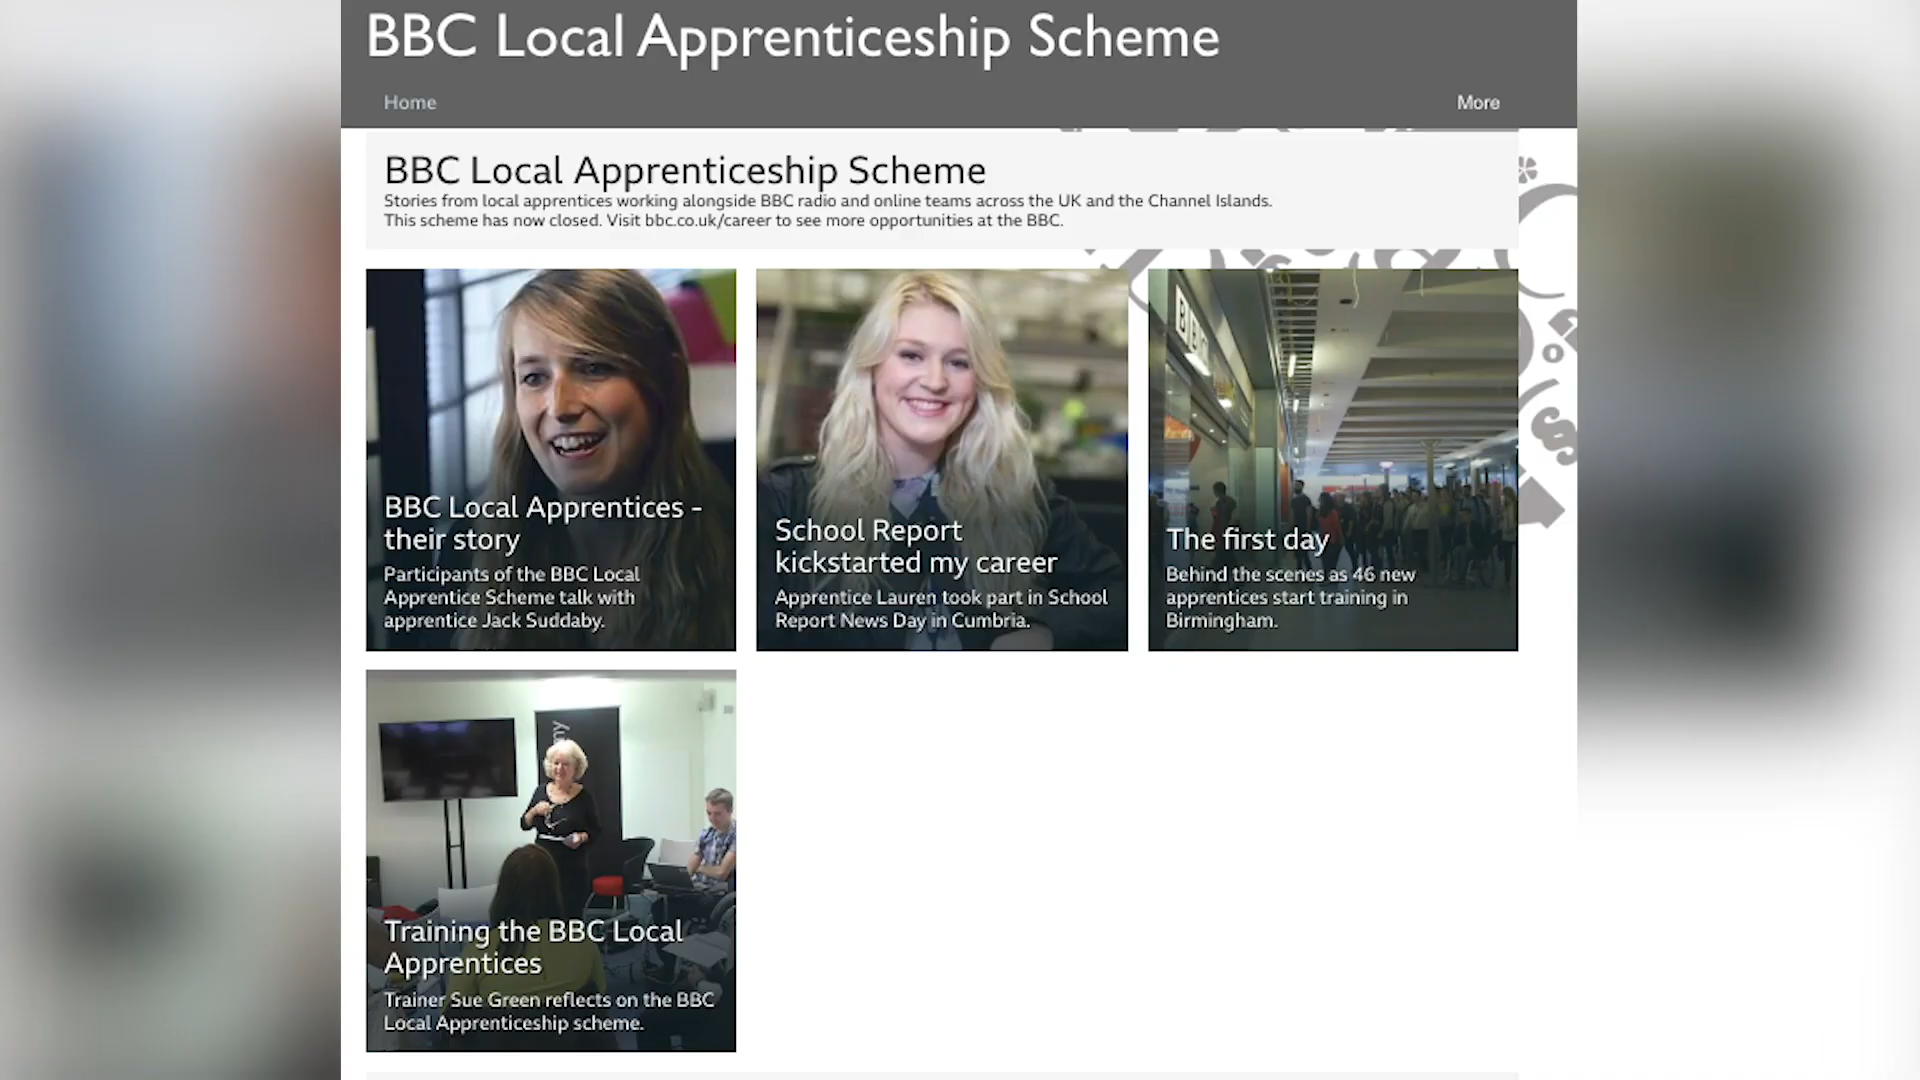 BBC Local Apprenticeship Scheme
Home
More
BBC Local Apprenticeship Scheme
Stories from local apprentices working alongside BBC radio and online teams across the UK and the Channel Islands.
This scheme has now closed. Visit bbc.co.uk/career to see more opportunities at the BBC.
BBC Local Apprentices -
their story
Participants of the BBC Local
Apprentice Scheme talk with
apprentice Jack Suddaby.
School Report
kickstarted my career
Apprentice Lauren took part in School
Report News Day in Cumbria.
BBC
The first day
Behind the scenes as 46 new
apprentices start training in
Birmingham.
Training the BBC Local
Apprentices
Trainer Sue Green reflects on the BBC
Local Apprenticeship scheme.